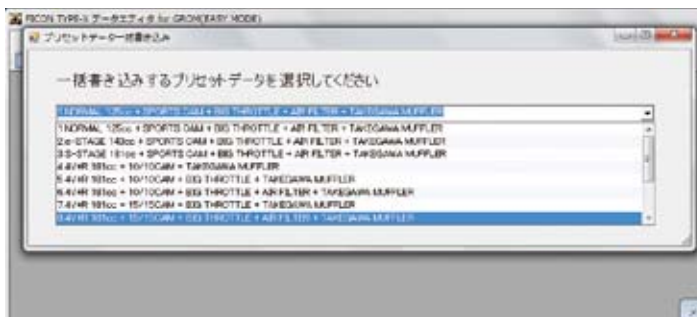 FICON TYPE-X データエディタ for GROM(EASY MODE)
プリセットデータ一括書き込み
一括書き込みするプリセットデータを選択してください
1.NORMAL 125cc + SPORTS CAM + BIG THROTTLE + AIR FILTER + TAKEGAWA MUFFLER
1.NORMAL 125cc + SPORTS CAM + BIG THROTTLE + AIR FILTER + TAKEGAWA MUFFLER
2.e-STAGE + SPORTS CAM + BIG THROTTLE + AIR FILTER + TAKEGAWA MUFFLER
3.S-STAGE 181cc + SPORTS CAM + BIG THROTTLE + AIR FILTER + TAKEGAWA MUFFLER
4.4V+R 181cc + 10/10CAM + TAKEGAWA MUFFLER
5.4V+R 181cc + 10/10CAM + BIG THROTTLE + TAKEGAWA MUFFLER
6.4V+R 181cc + 10/10CAM + BIG THROTTLE + AIR FILTER + TAKEGAWA MUFFLER
7.4V+R 181cc + 15/15CAM + BIG THROTTLE + TAKEGAWA MUFFLER
8.4V+R 181cc + 15/15CAM + BIG THROTTLE + AIR FILTER + TAKEGAWA MUFFLER